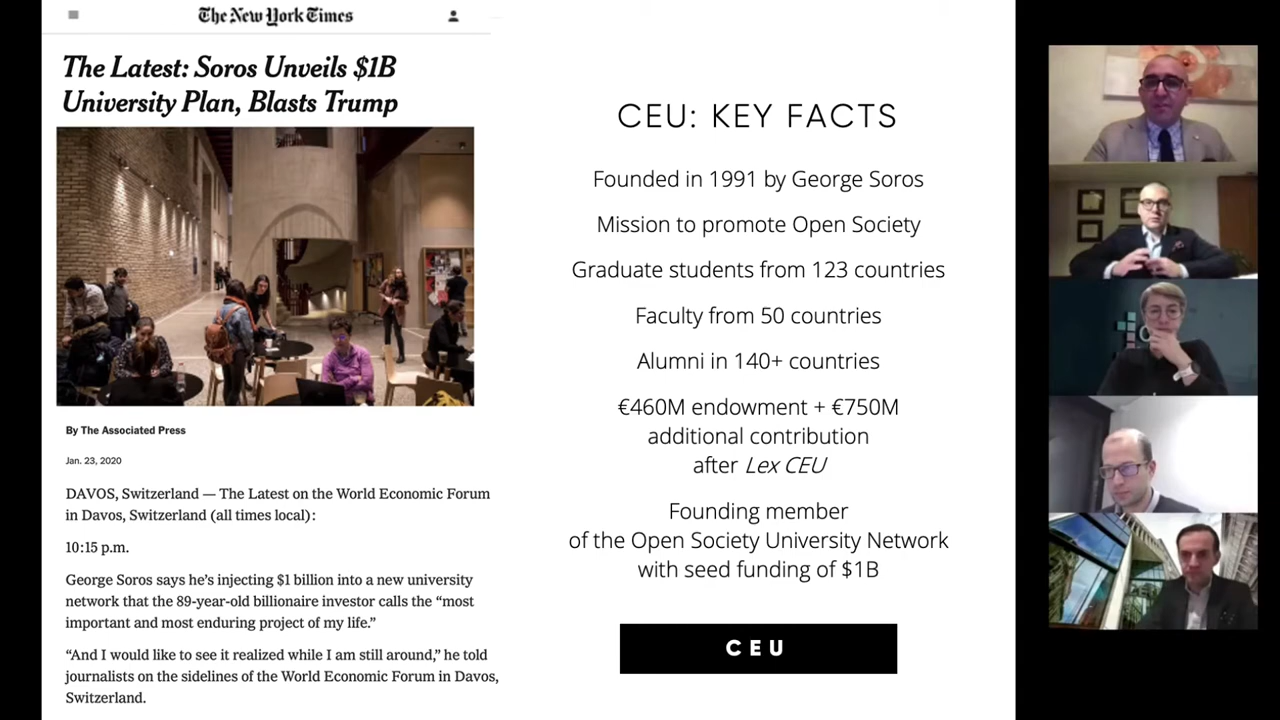 The New York Times
The Latest: Soros Unveils $1B
University Plan, Blasts Trump
By The Associated Press
Jan. 23, 2020
DAVOS, Switzerland — The Latest on the World Economic Forum
in Davos, Switzerland (all times local):
10:15 p.m.
George Soros says he's injecting $1 billion into a new university
network that the 89-year-old billionaire investor calls the “most
important and most enduring project of my life.”
“And I would like to see it realized while I am still around,” he told
journalists on the sidelines of the World Economic Forum in Davos,
Switzerland.
CEU: KEY FACTS
Founded in 1991 by George Soros
Mission to promote Open Society
Graduate students from 123 countries
Faculty from 50 countries
Alumni in 140+ countries
€460M endowment + €750M
additional contribution
after Lex CEU
Founding member
of the Open Society University Network
with seed funding of $1B
CEU